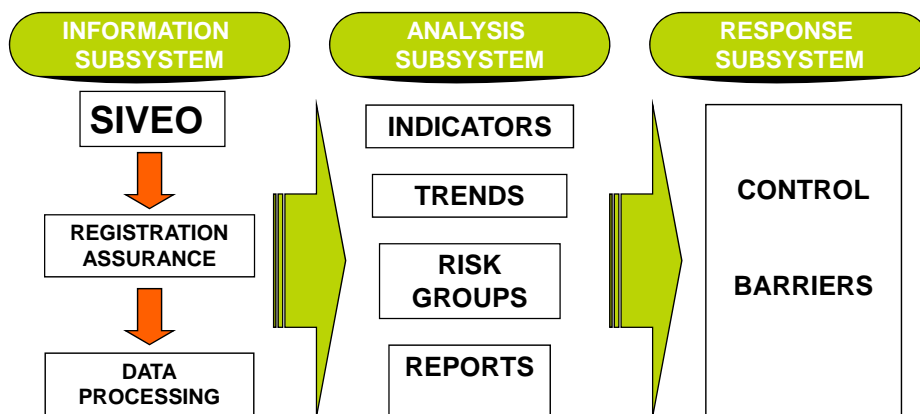 INFORMATION
SUBSYSTEM
SIVEO
REGISTRATION
ASSURANCE
DATA
PROCESSING
ANALYSIS
SUBSYSTEM
INDICATORS
TRENDS
RISK
GROUPS
REPORTS
RESPONSE
SUBSYSTEM
CONTROL
BARRIERS